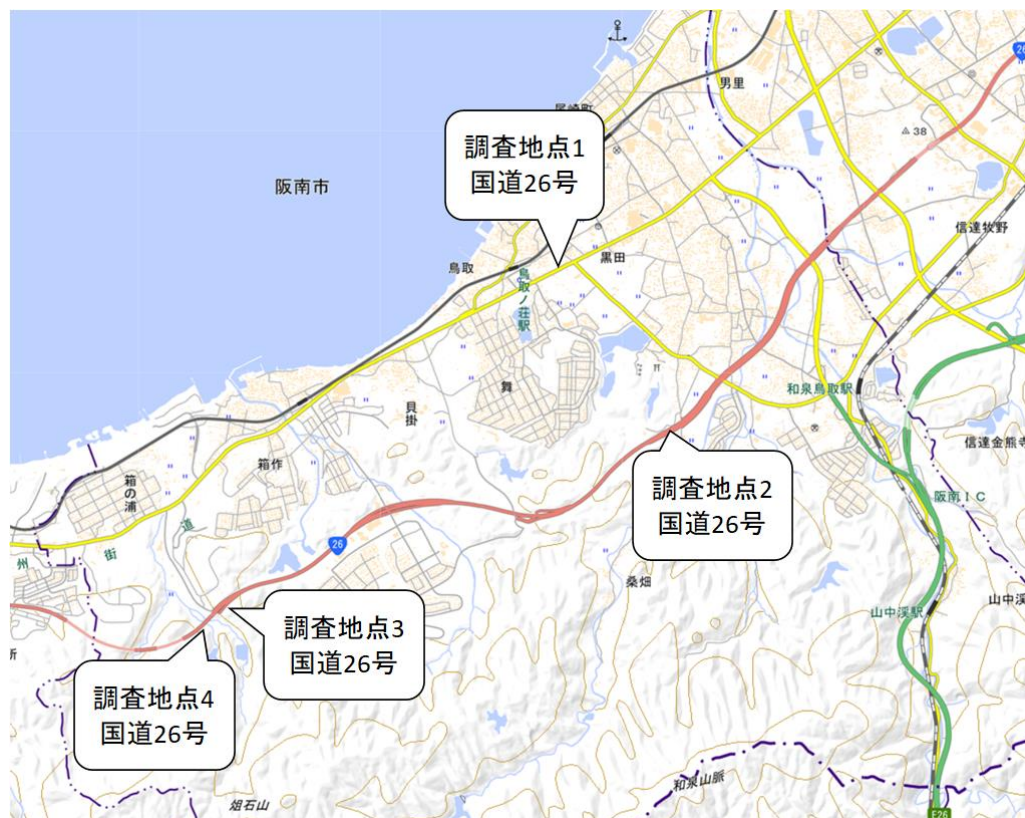 26
男里
尾崎町
38
調査地点1
国道26号
阪南市
信達牧野
黒田
鳥取
鳥取ノ荘駅
舞
和泉鳥取駅
貝掛
信達金熊寺
箱作
調査地点2
国道26号
箱の浦
阪南IC
道
街
州
26
桑畑
山中渓
山中渓駅
調査地点3
国道26号
調査地点4
国道26号
和泉山脈
俎石山
E26